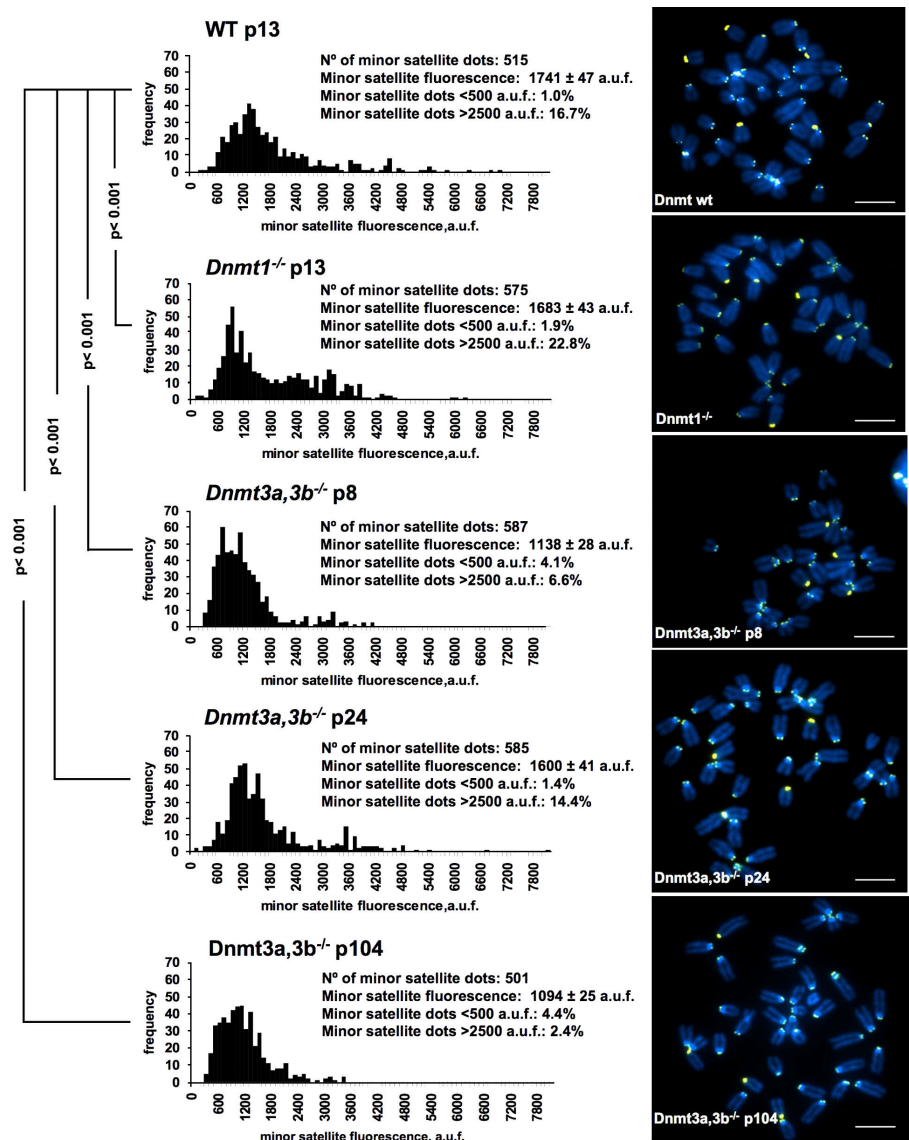 WT p13
Nº of minor satellite dots: 515
Minor satellite fluorescence: 1741 ± 47 a.u.f.
Minor satellite dots <500 a.u.f.: 1.0%
Minor satellite dots >2500 a.u.f.: 16.7%
frequency
70
60
50
40
30
20
10
0
0 600 1200 1800 2400 3000 3600 4200 4800 5400 6000 6600 7200 7800
minor satellite fluorescence,a.u.f.
Dnmt wt
p< 0.001
p< 0.001
p< 0.001
p< 0.001
Dnmt1-/- p13
Nº of minor satellite dots: 575
Minor satellite fluorescence: 1683 ± 43 a.u.f.
Minor satellite dots <500 a.u.f.: 1.9%
Minor satellite dots >2500 a.u.f.: 22.8%
frequency
70
60
50
40
30
20
10
0
0 600 1200 1800 2400 3000 3600 4200 4800 5400 6000 6600 7200 7800
minor satellite fluorescence,a.u.f.
Dnmt1-/-
Dnmt3a,3b-/- p8
Nº of minor satellite dots: 587
Minor satellite fluorescence: 1138 ± 28 a.u.f.
Minor satellite dots <500 a.u.f.: 4.1%
Minor satellite dots >2500 a.u.f.: 6.6%
frequency
70
60
50
40
30
20
10
0
0 600 1200 1800 2400 3000 3600 4200 4800 5400 6000 6600 7200 7800
minor satellite fluorescence,a.u.f.
Dnmt3a,3b-/- p8
Dnmt3a,3b-/- p24
Nº of minor satellite dots: 585
Minor satellite fluorescence: 1600 ± 41 a.u.f.
Minor satellite dots <500 a.u.f.: 1.4%
Minor satellite dots >2500 a.u.f.: 14.4%
frequency
70
60
50
40
30
20
10
0
0 600 1200 1800 2400 3000 3600 4200 4800 5400 6000 6600 7200 7800
minor satellite fluorescence,a.u.f.
Dnmt3a,3b-/- p24
Dnmt3a,3b-/- p104
Nº of minor satellite dots: 501
Minor satellite fluorescence: 1094 ± 25 a.u.f.
Minor satellite dots <500 a.u.f.: 4.4%
Minor satellite dots >2500 a.u.f.: 2.4%
frequency
70
60
50
40
30
20
10
0
0 600 1200 1800 2400 3000 3600 4200 4800 5400 6000 6600 7200 7800
minor satellite fluorescence, a.u.f.
Dnmt3a,3b-/- p104